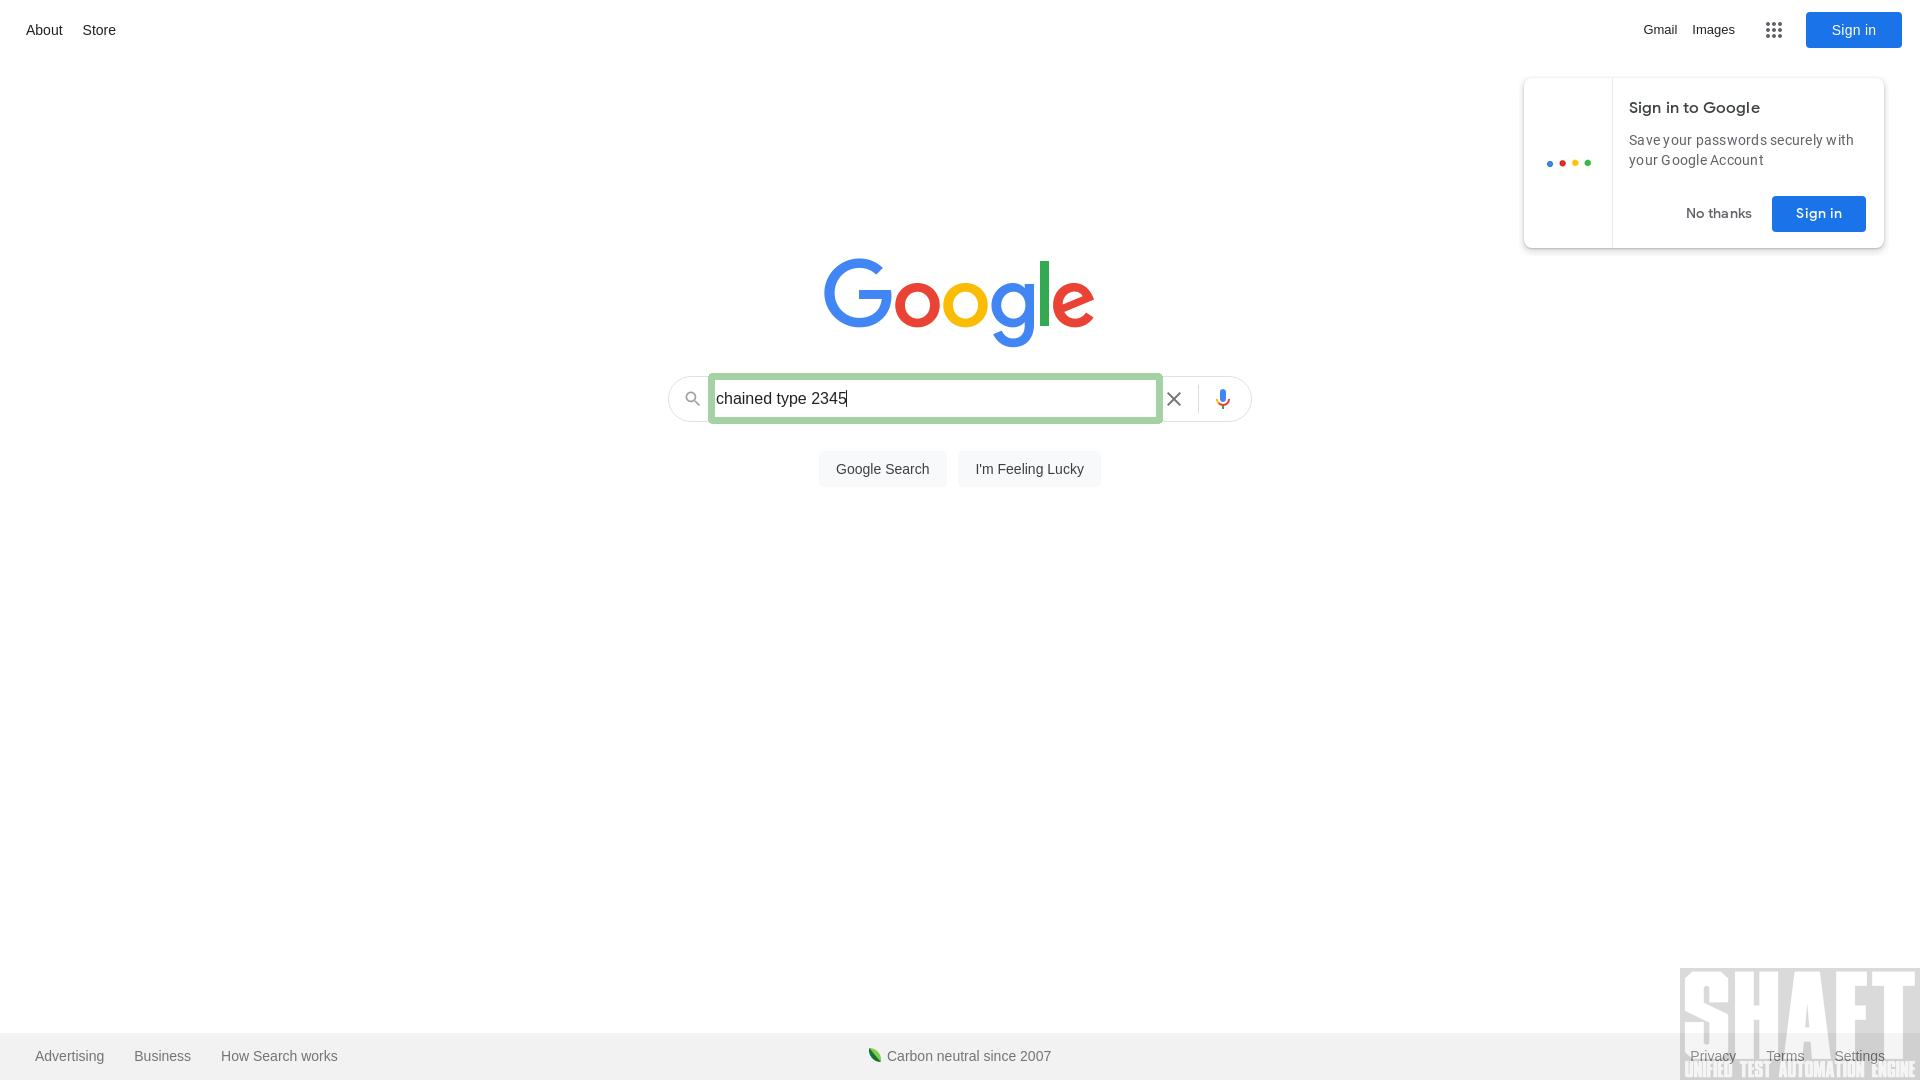 About Store
Gmail Images Sign in
Sign in to Google
Save your passwords securely with
your Google Account
No thanks Sign in
Google
chained type 2345
Google Search I'm Feeling Lucky
Advertising Business How Search works Carbon neutral since 2007 Privacy Terms Settings
SHAFT
UNIFIED TEST AUTOMATION ENGINE